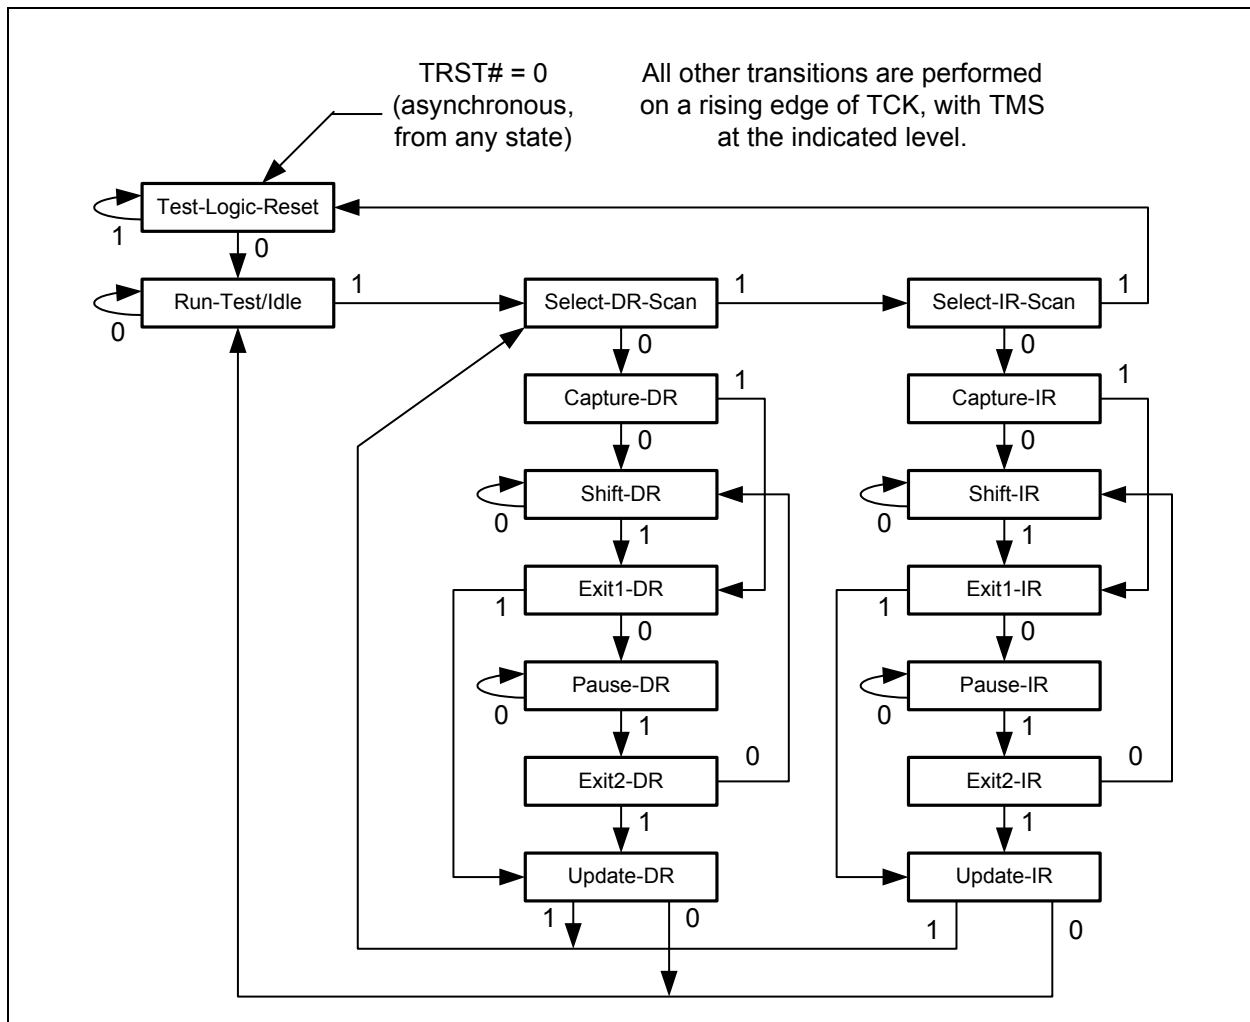 TRST# = 0
(asynchronous,
from any state)
All other transitions are performed
on a rising edge of TCK, with TMS
at the indicated level.
Test-Logic-Reset
1
0
Run-Test/Idle
1
0
Select-DR-Scan
1
0
Select-IR-Scan
1
0
Capture-DR
1
0
Capture-IR
1
0
Shift-DR
0
1
Shift-IR
0
1
Exit1-DR
1
0
Exit1-IR
1
0
Pause-DR
0
1
Pause-IR
0
1
Exit2-DR
0
1
Exit2-IR
0
1
Update-DR
1
0
Update-IR
1
0